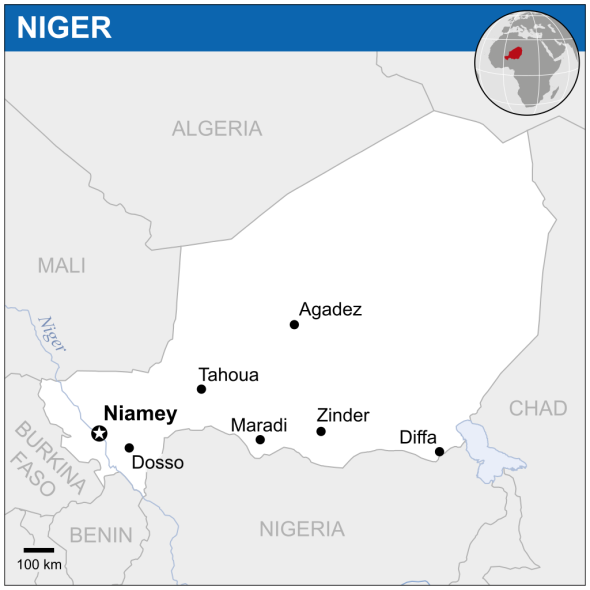 NIGER
ALGERIA
MALI
Niger
Agadez
Tahoua
Niamey
Maradi
Zinder
Diffa
CHAD
Dosso
BURKINA
FASO
BENIN
NIGERIA
100 km